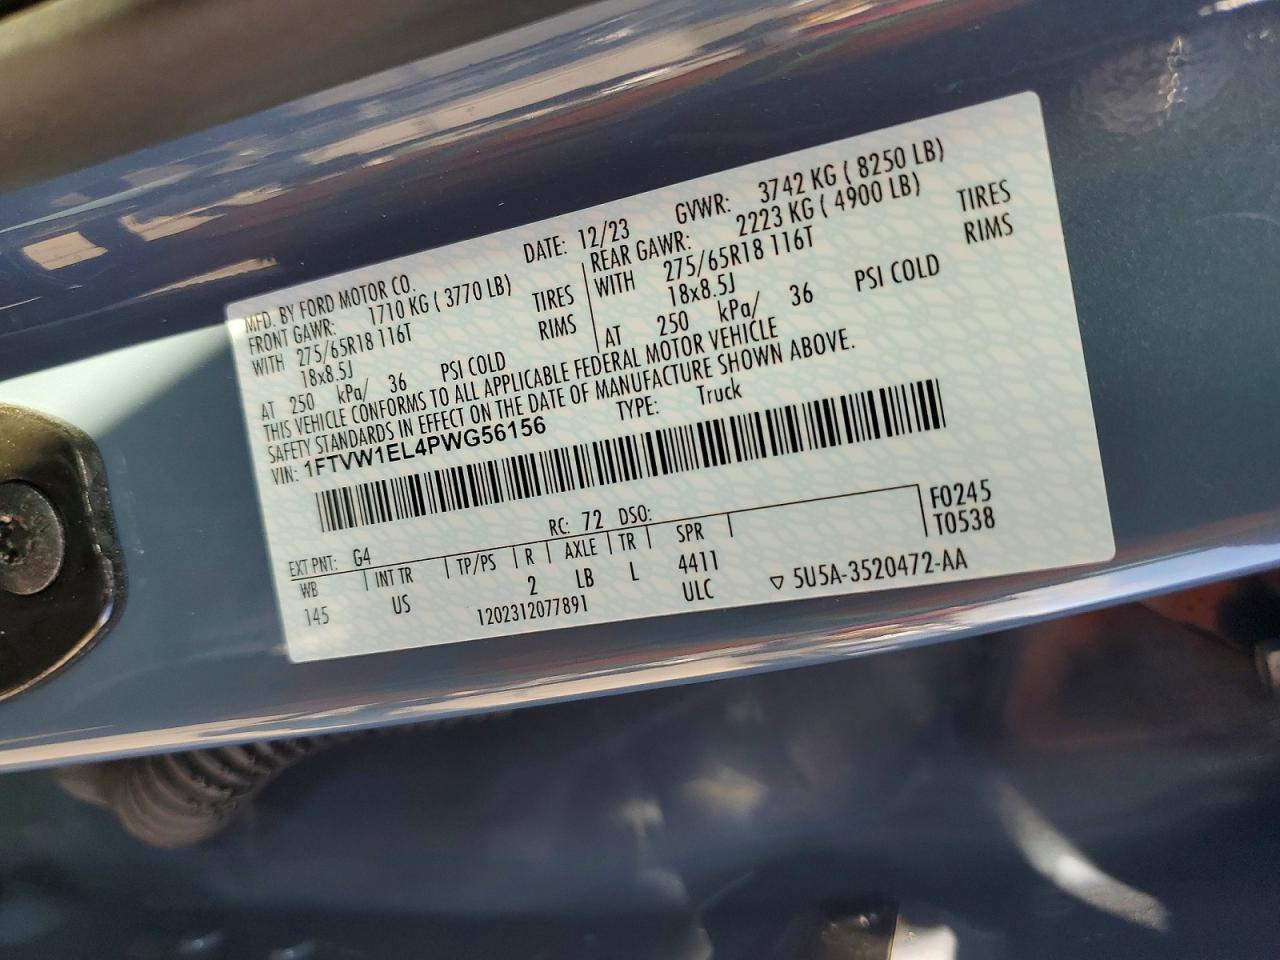 MFD. BY FORD MOTOR CO.
DATE: 12/23
GVWR: 3742 KG ( 8250 LB)
FRONT GAWR: 1710 KG ( 3770 LB)
REAR GAWR: 2223 KG ( 4900 LB)
WITH 275/65R18 116T TIRES
WITH 275/65R18 116T TIRES
18x8.5J RIMS
18x8.5J RIMS
AT 250 kPa/ 36 PSI COLD
AT 250 kPa/ 36 PSI COLD
THIS VEHICLE CONFORMS TO ALL APPLICABLE FEDERAL MOTOR VEHICLE
SAFETY STANDARDS IN EFFECT ON THE DATE OF MANUFACTURE SHOWN ABOVE.
VIN: 1FTVW1EL4PWG56156
TYPE: Truck
F0245
T0538
EXT PNT: G4 RC: 72 DSO:
WB INT TR TP/PS R AXLE TR SPR
145 US 2 LB L 4411
120231207789​1 ULC ▽ 5U5A-3520472-AA